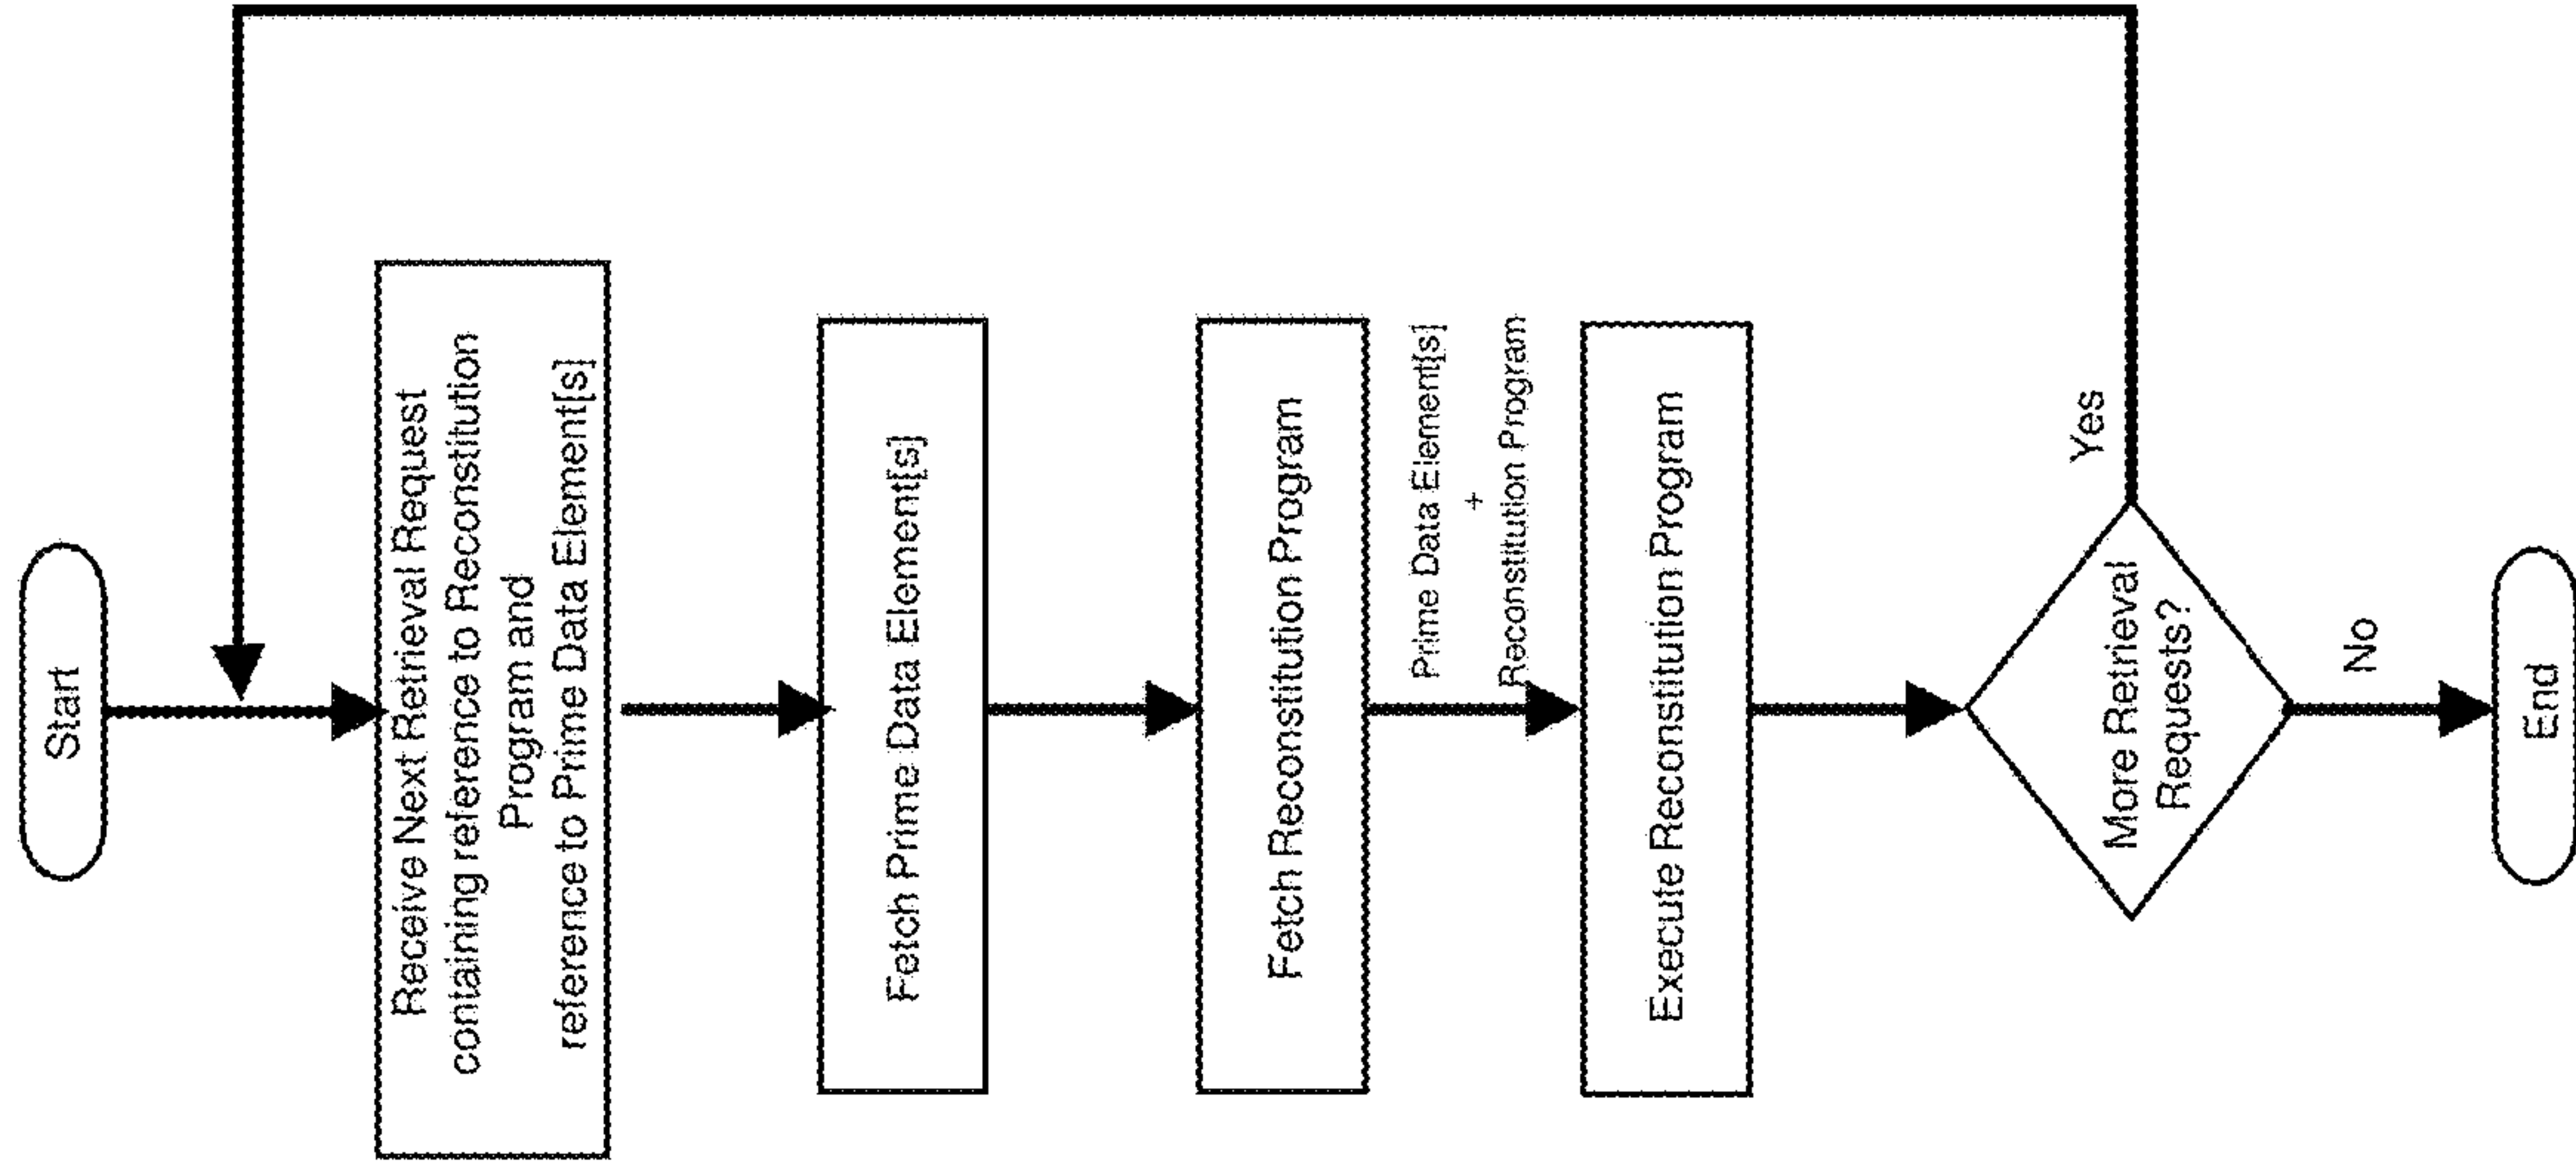 Start
Receive Next Retrieval Request
containing reference to Reconstitution
Program and
reference to Prime Data Element[s]
Fetch Prime Data Element[s]
Fetch Reconstitution Program
Prime Data Element[s]
+
Reconstitution Program
Execute Reconstitution Program
More Retrieval
Requests?
Yes
No
End